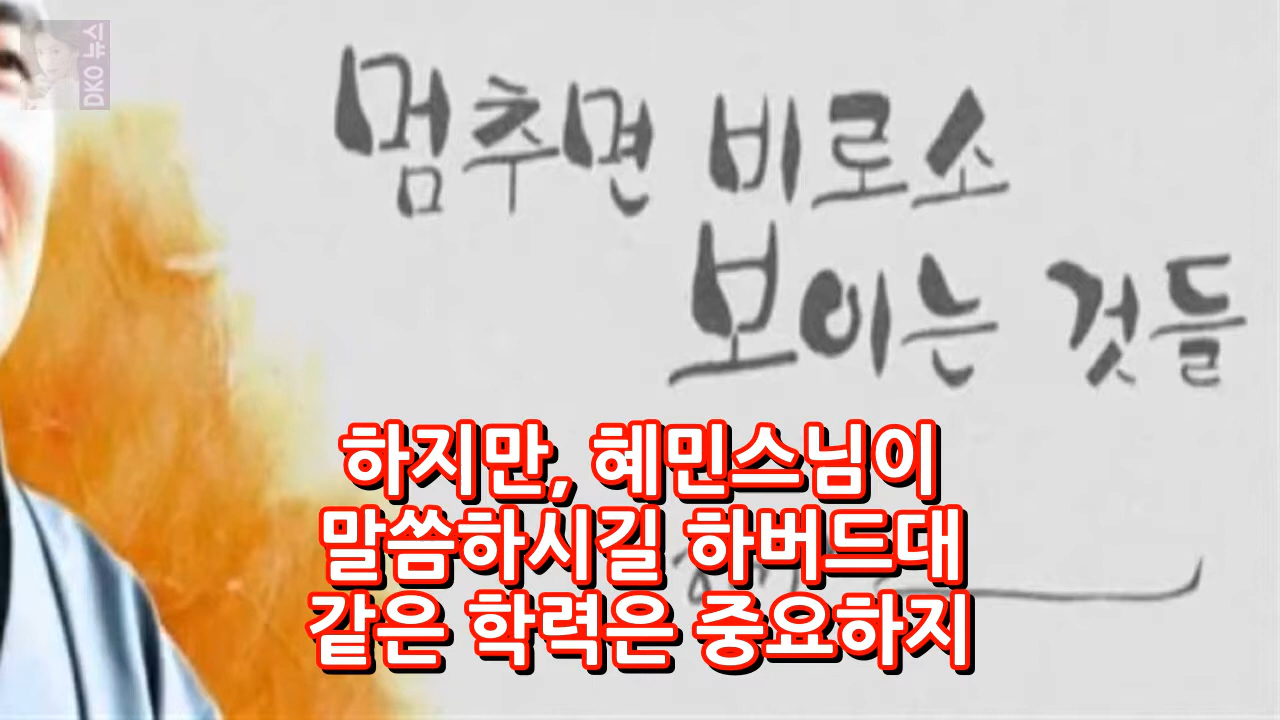 DKO 뉴스
멈추면 비로소
보이는 것들
하지만, 혜민스님이
말씀하시길 하버드대
같은 학력은 중요하지